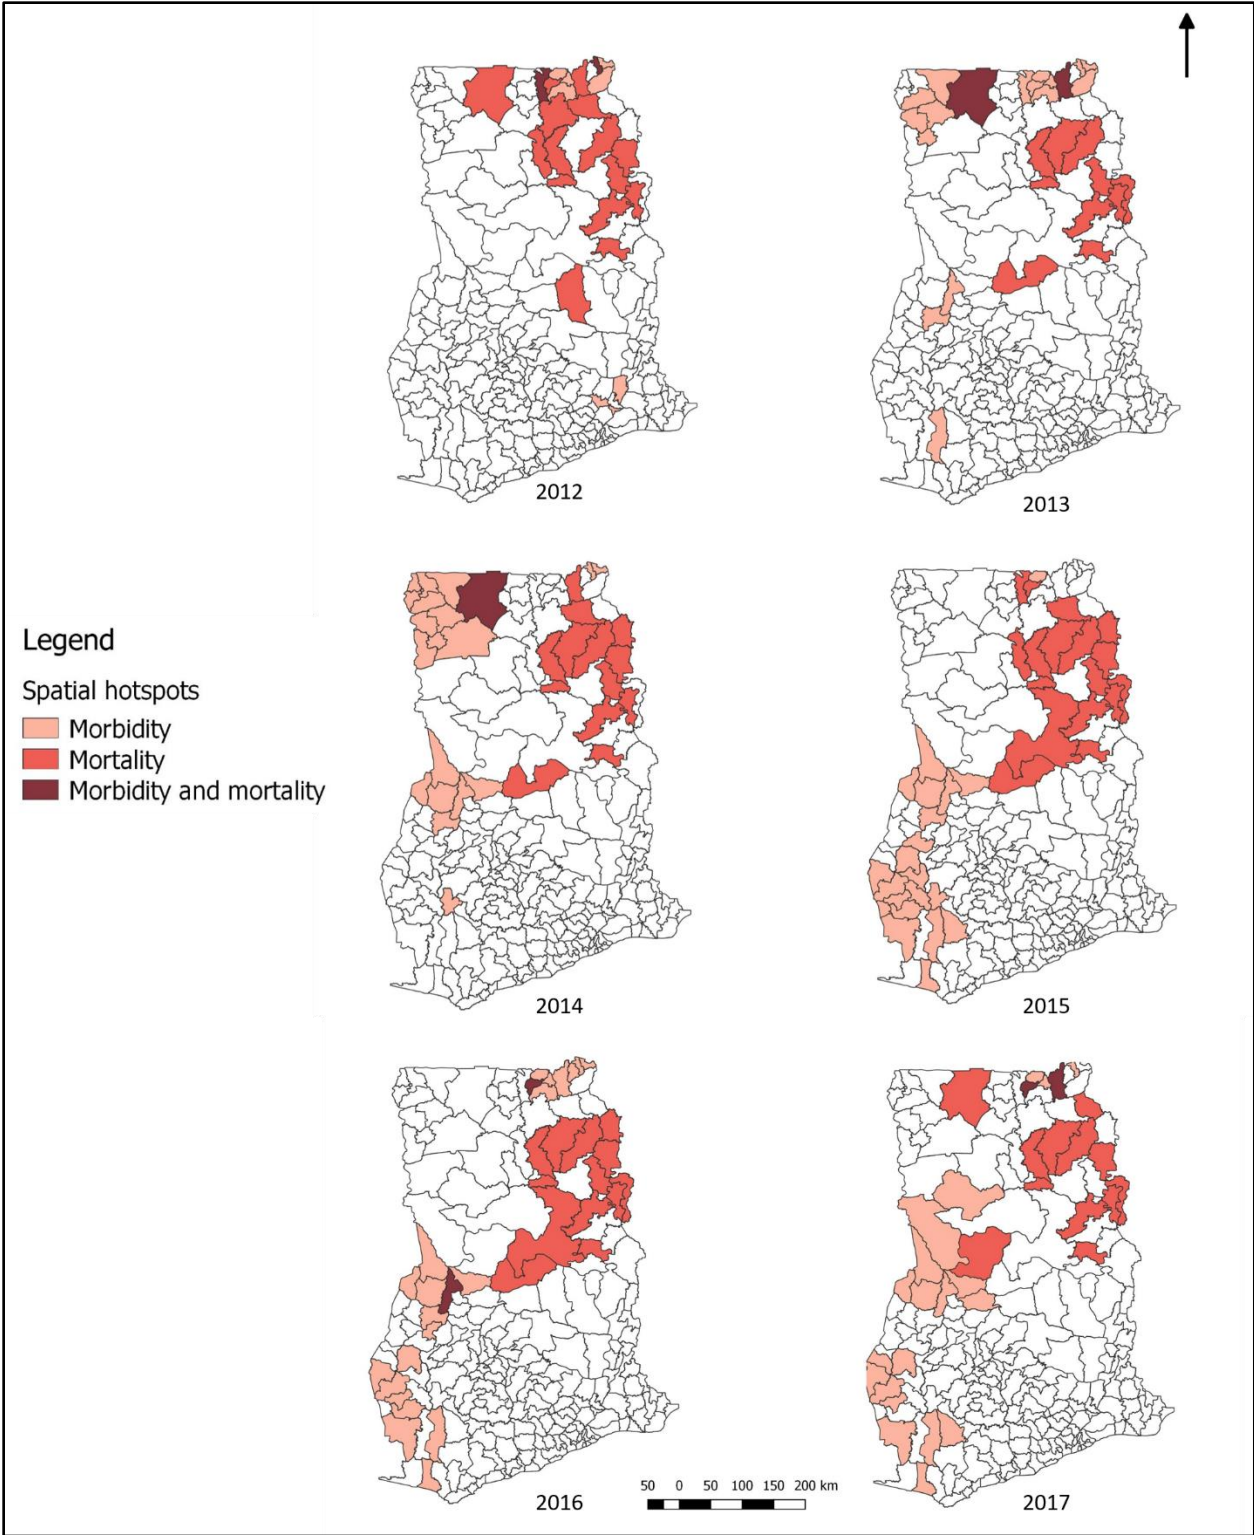 2012
2013
Legend
Spatial hotspots
Morbidity
Mortality
Morbidity and mortality
2014
2015
50 0 50 100 150 200 km
2016
2017